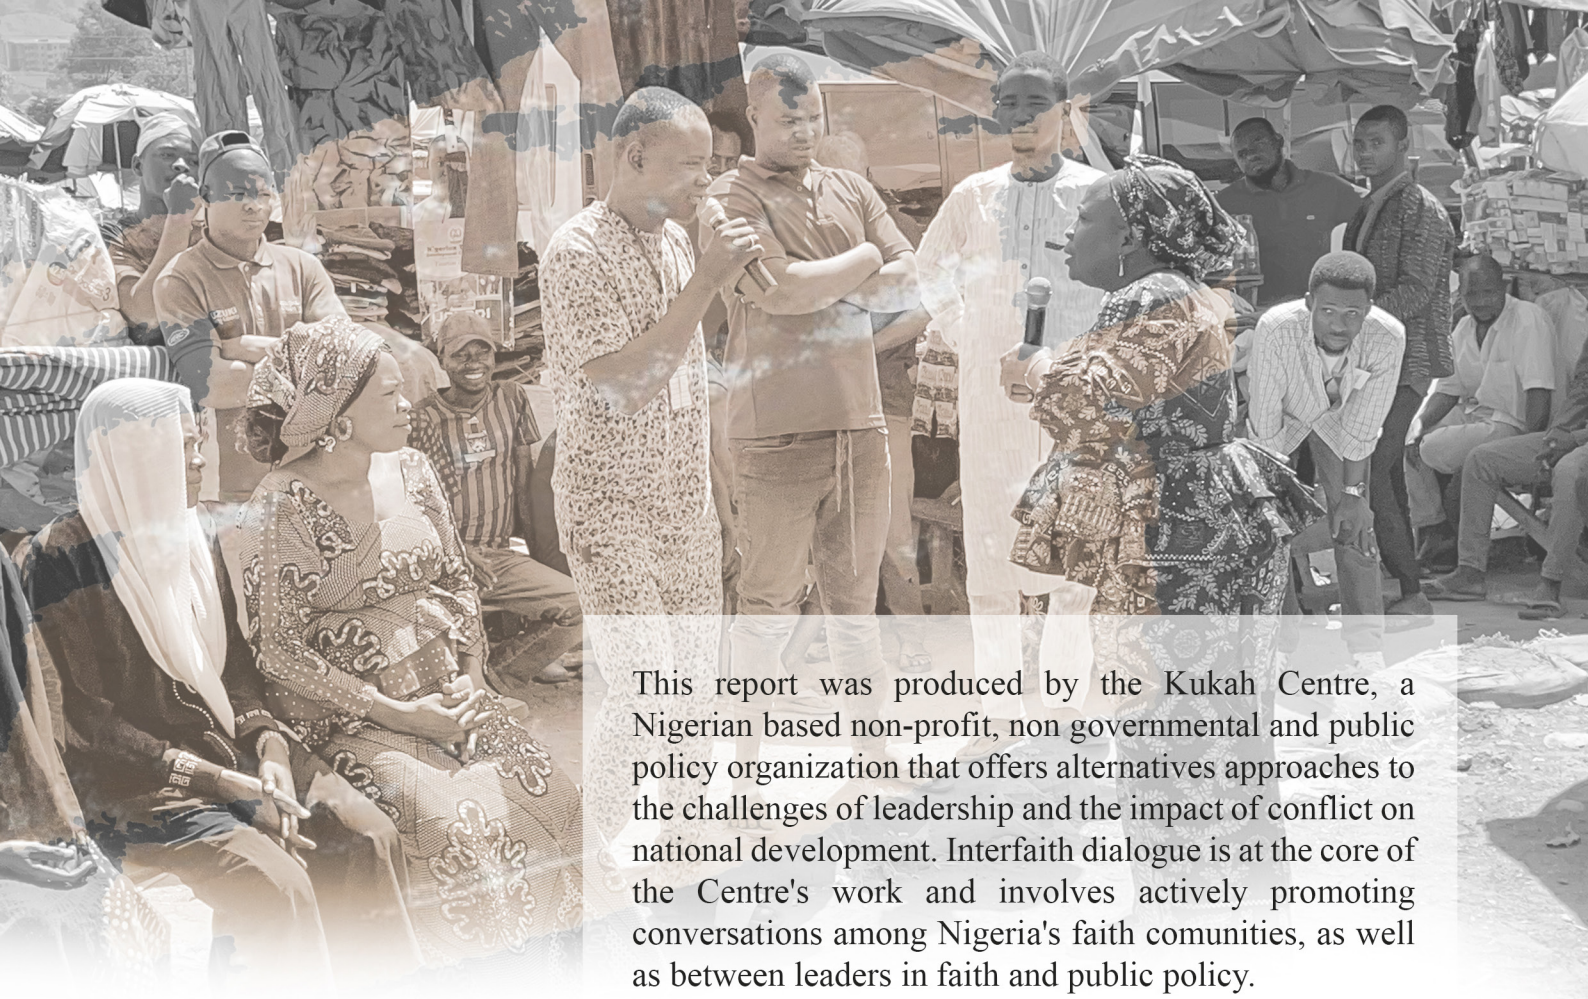 This report was produced by the Kukah Centre, a
Nigerian based non-profit, non governmental and public
policy organization that offers alternatives approaches to
the challenges of leadership and the impact of conflict on
national development. Interfaith dialogue is at the core of
the Centre's work and involves actively promoting
conversations among Nigeria's faith comunities, as well
as between leaders in faith and public policy.